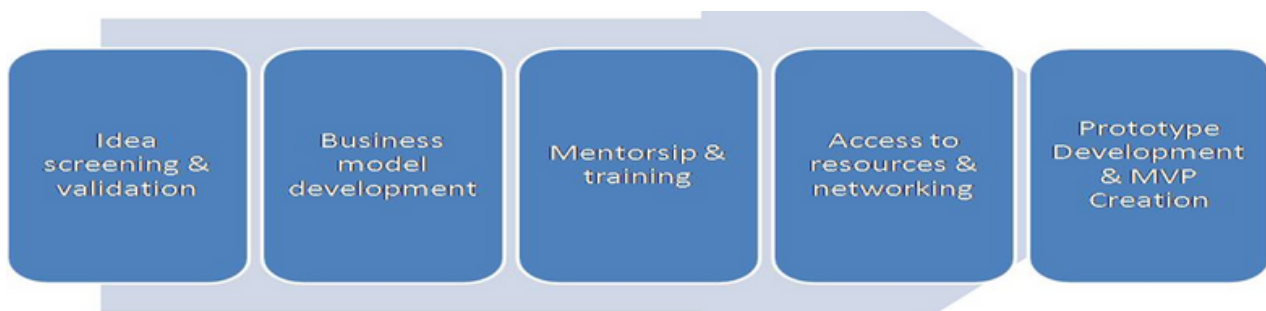 Idea
screening &
validation
Business
model
development
Mentorsip &
training
Access to
resources &
networking
Prototype
Development
& MVP
Creation